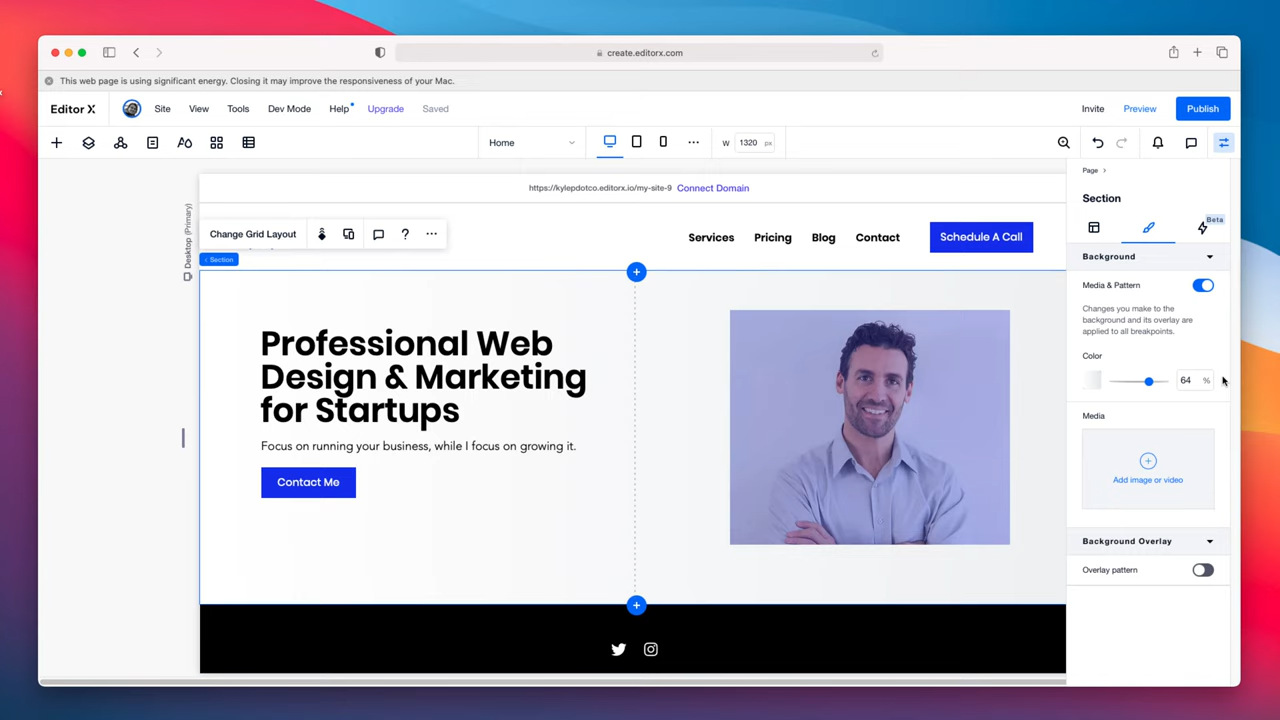 create.editorx.com
This web page is using significant energy. Closing it may improve the responsiveness of your Mac.
Editor X Site View Tools Dev Mode Help Upgrade Saved Invite Preview Publish
Home W 1320 px
https://kylepdotco.editorx.io/my-site-9 Connect Domain
Page >
Section
Desktop (Primary)
Change Grid Layout ?
Services Pricing Blog Contact Schedule A Call
Beta
< Section
Background
Media & Pattern
Changes you make to the
background and its overlay are
applied to all breakpoints.
Color
64 %
Professional Web
Design & Marketing
for Startups
Focus on running your business, while I focus on growing it.
Contact Me
Media
Add image or video
Background Overlay
Overlay pattern